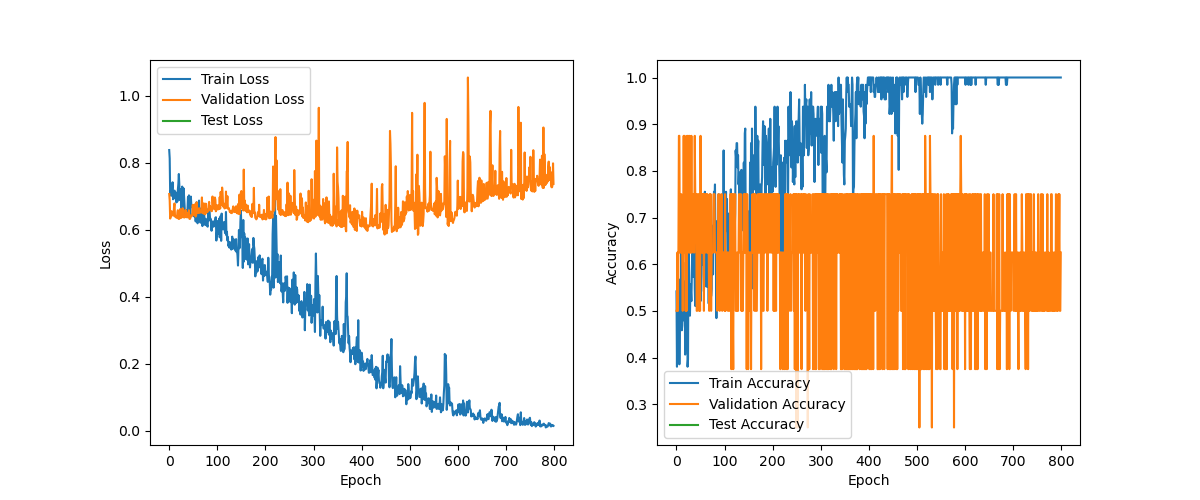 Train Loss
Validation Loss
Test Loss
1.0
0.8
0.6
0.4
0.2
0.0
Loss
0 100 200 300 400 500 600 700 800
Epoch
1.0
0.9
0.8
0.7
0.6
0.5
0.4
0.3
Accuracy
Train Accuracy
Validation Accuracy
Test Accuracy
0 100 200 300 400 500 600 700 800
Epoch